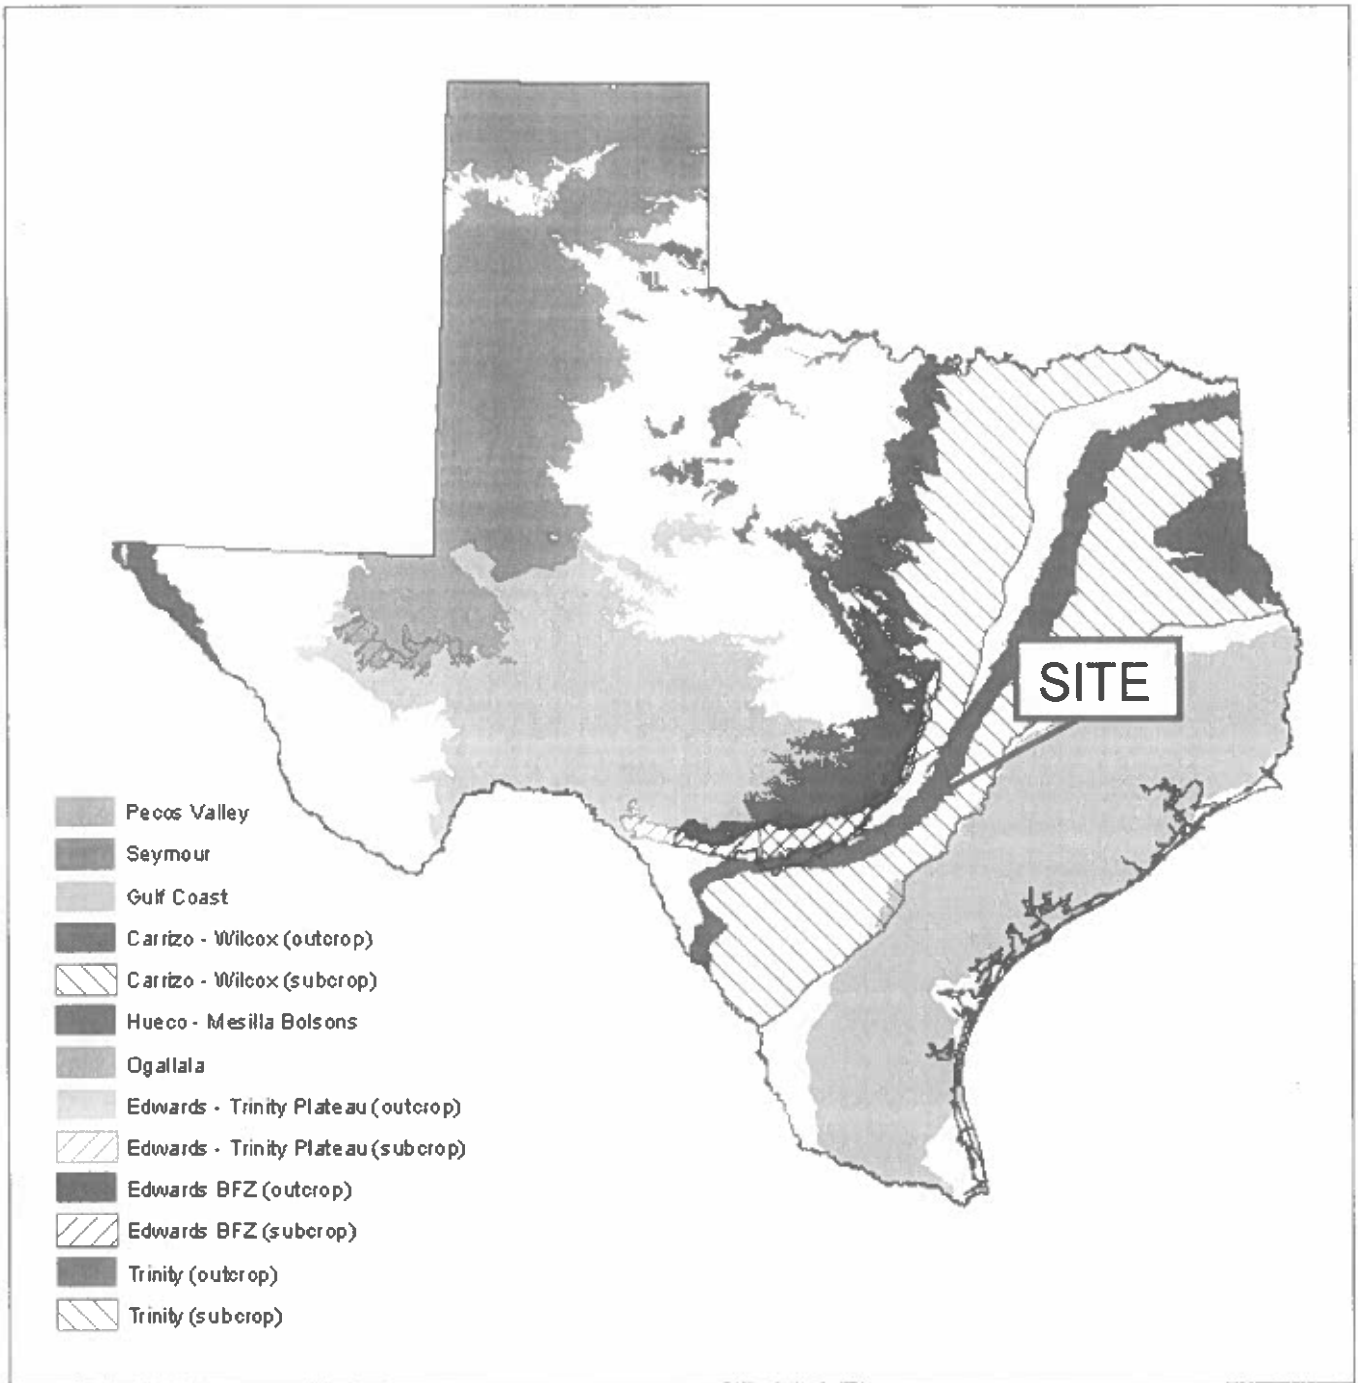 SITE
Pecos Valley
Seymour
Gulf Coast
Carrizo - Wilcox (outcrop)
Carrizo - Wilcox (subcrop)
Hueco - Mesilla Bolsons
Ogallala
Edwards - Trinity Plateau (outcrop)
Edwards - Trinity Plateau (subcrop)
Edwards BFZ (outcrop)
Edwards BFZ (subcrop)
Trinity (outcrop)
Trinity (subcrop)